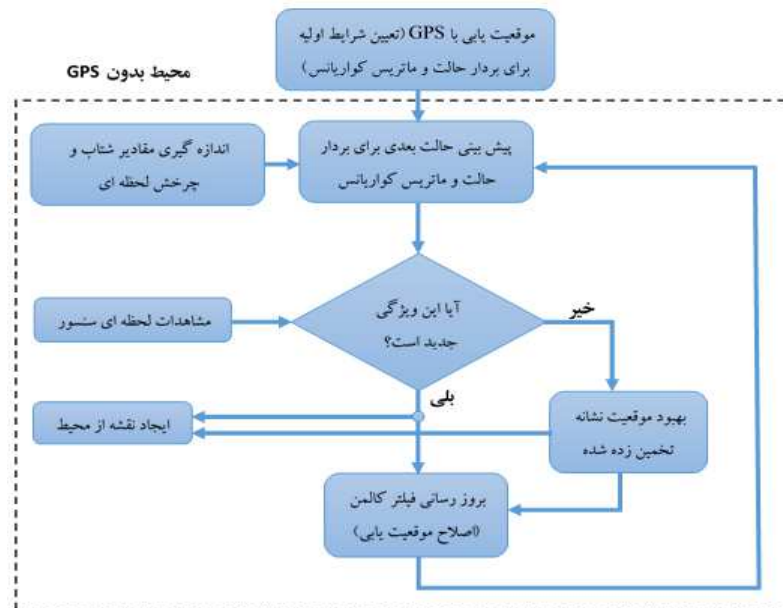 موقعیت یابی با GPS (تعیین شرایط اولیه
برای بردار حالت و ماتریس کواریانس)
محیط بدون GPS
اندازه گیری مقادیر شتاب و
چرخش لحظه ای
پیش بینی حالت بعدی برای بردار
حالت و ماتریس کواریانس
آیا این ویژگی
جدید است؟
مشاهدات لحظه ای سنسور
خیر
بلی
ایجاد نقشه از محیط
بهبود موقعیت نشانه
تخمین زده شده
بروز رسانی فیلتر کالمن
(اصلاح موقعیت یابی)